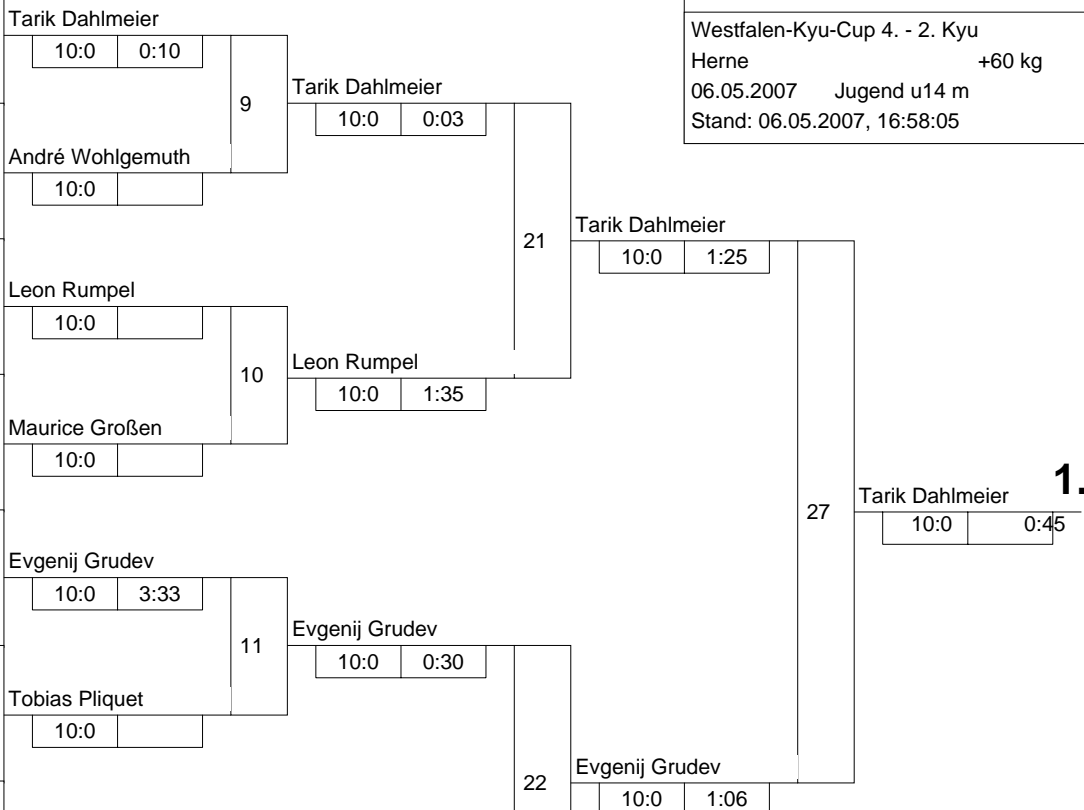 Tarik Dahlmeier
10:0 0:10
9
André Wohlgemuth
10:0
Leon Rumpel
10:0
10
Maurice Großen
10:0
Evgenij Grudev
10:0 3:33
11
Tobias Pliquet
10:0
Tarik Dahlmeier
10:0 0:03
21
Leon Rumpel
10:0 1:35
Evgenij Grudev
10:0 0:30
22
Tarik Dahlmeier
10:0 1:25
27
Evgenij Grudev
10:0 1:06
Westfalen-Kyu-Cup 4. - 2. Kyu
Herne +60 kg
06.05.2007 Jugend u14 m
Stand: 06.05.2007, 16:58:05
Tarik Dahlmeier 1.
10:0 0:45